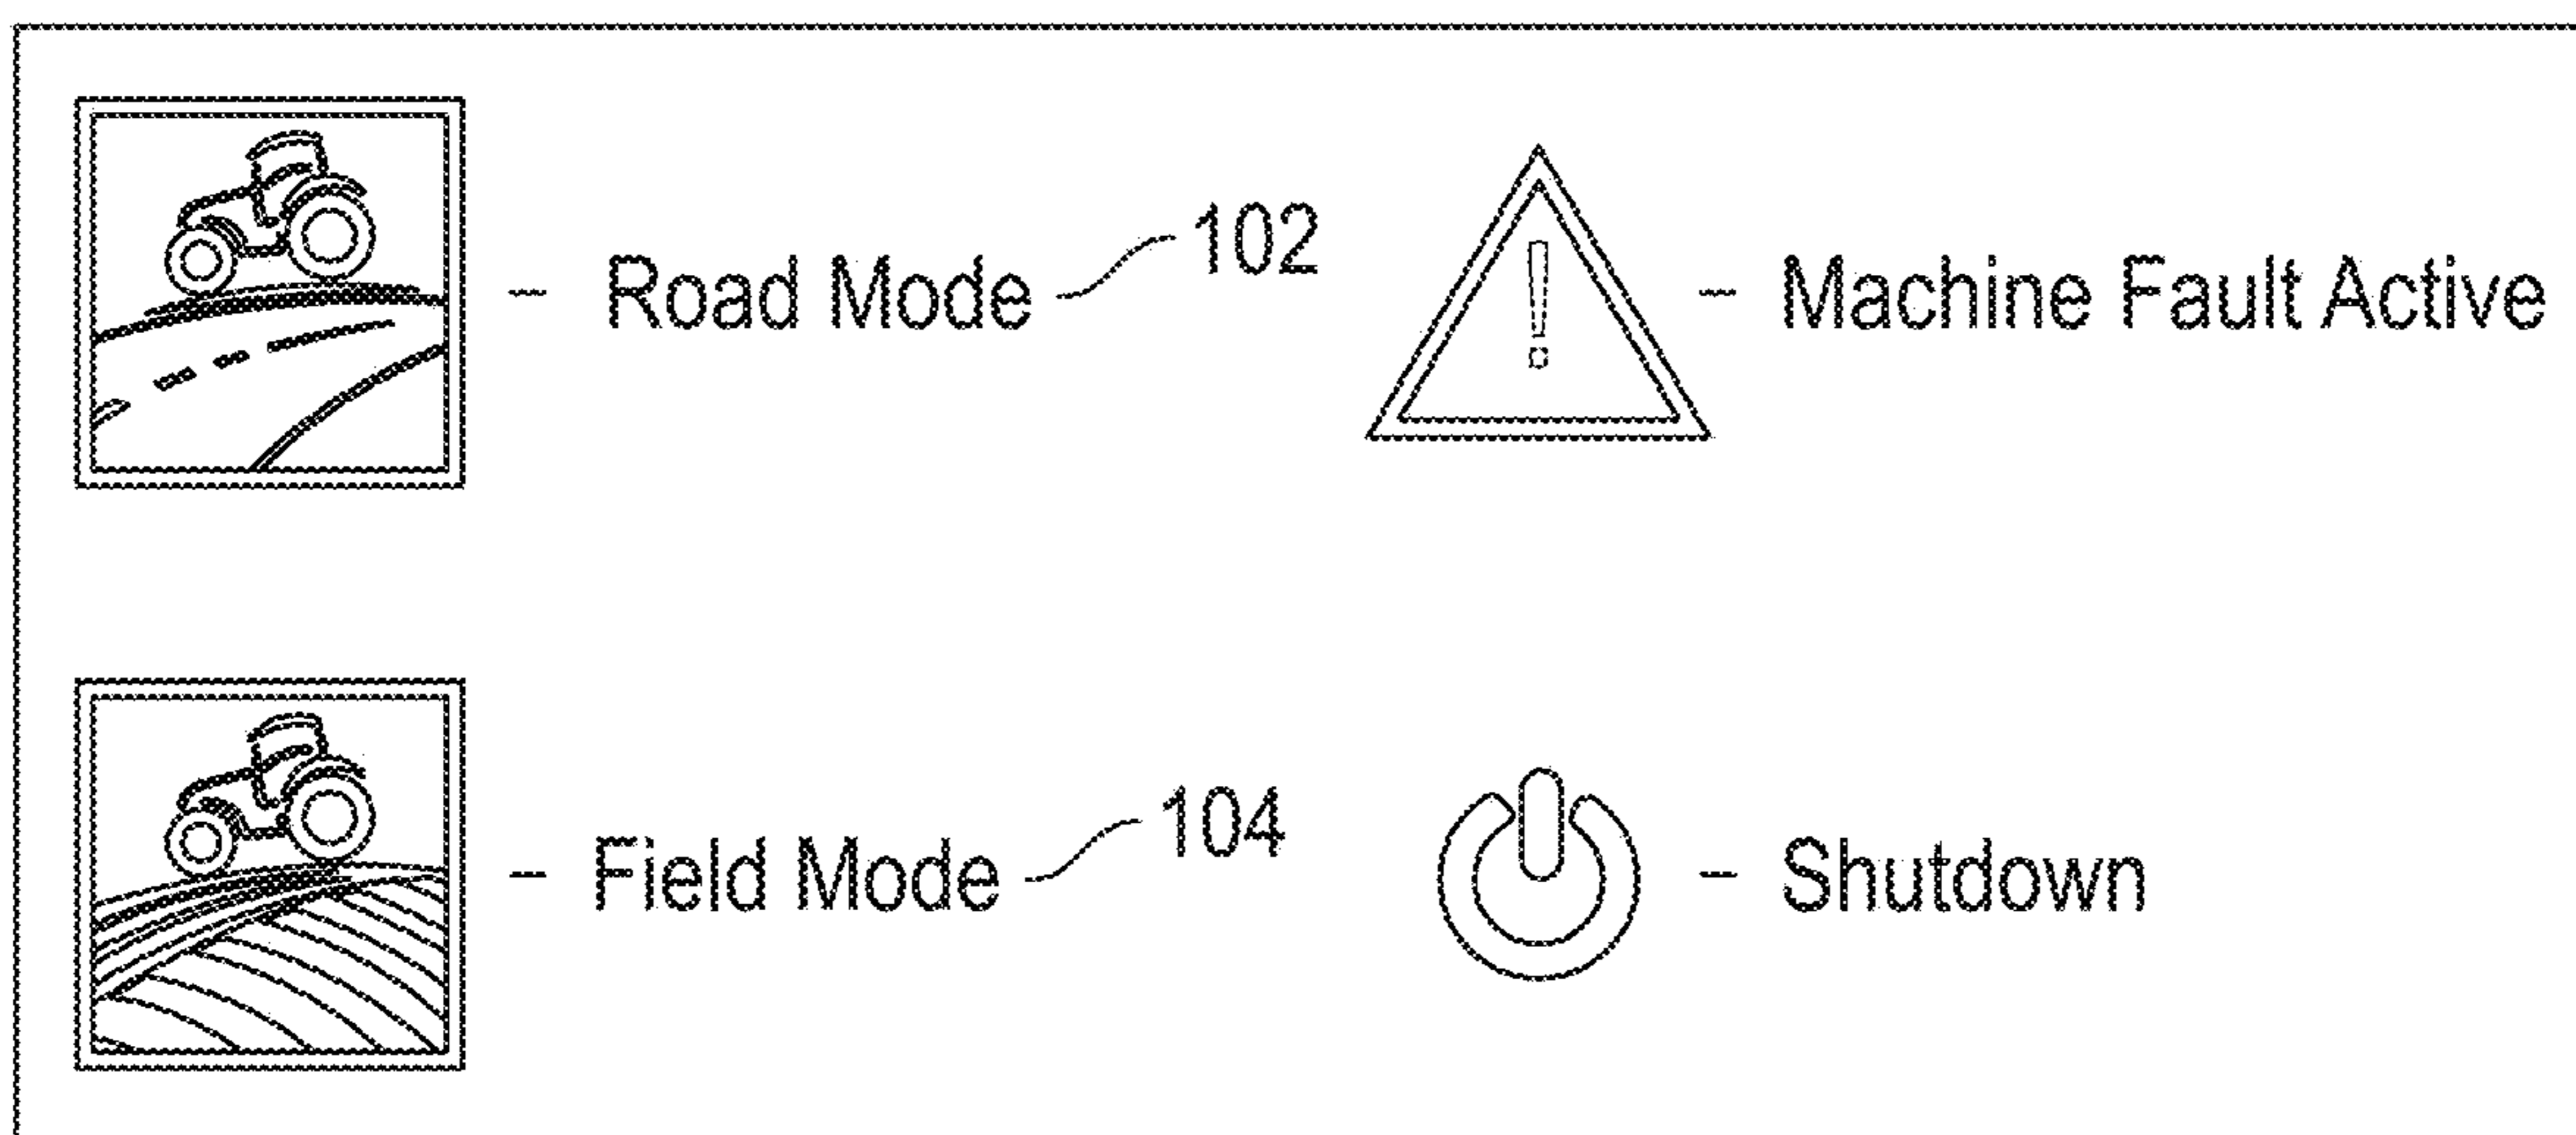 - Road Mode 102
- Machine Fault Active
- Field Mode 104
- Shutdown